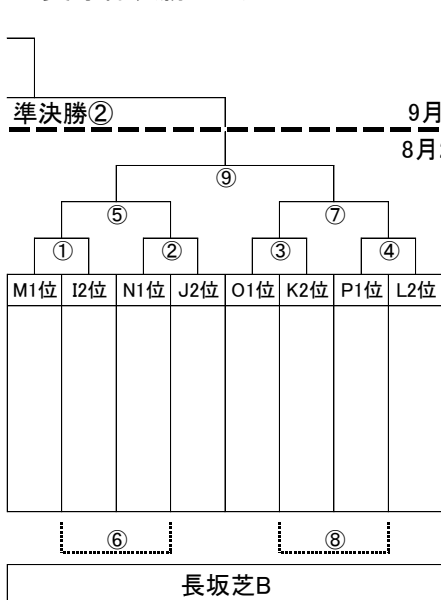 準決勝②
9月
8月
⑨
⑤ ⑦
① ② ③ ④
M1位 I2位 N1位 J2位 O1位 K2位 P1位 L2位
⑥ ⑧
長坂芝B